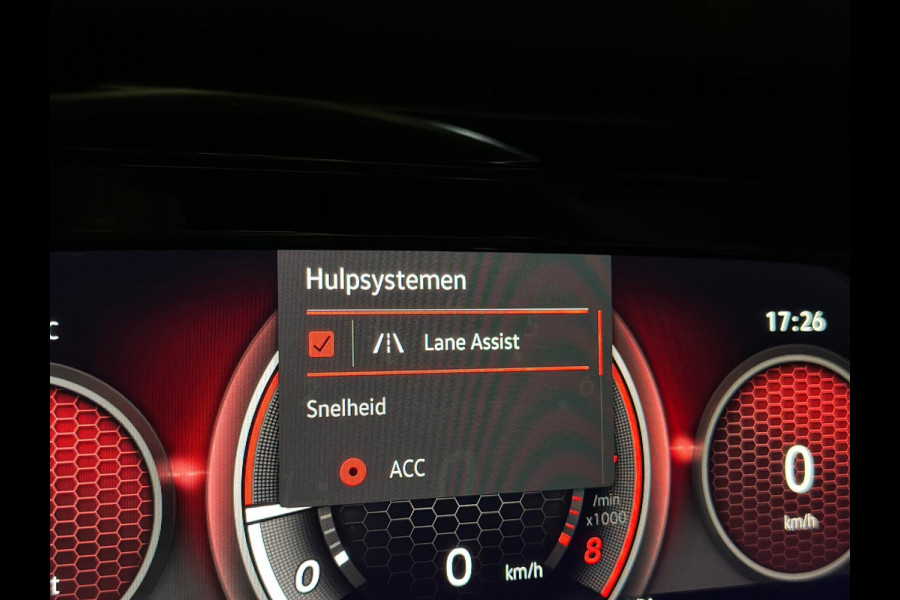 Hulpsystemen
17:26
Lane Assist
Snelheid
ACC
0
km/h
/min
x1000
8
0
0
km/h